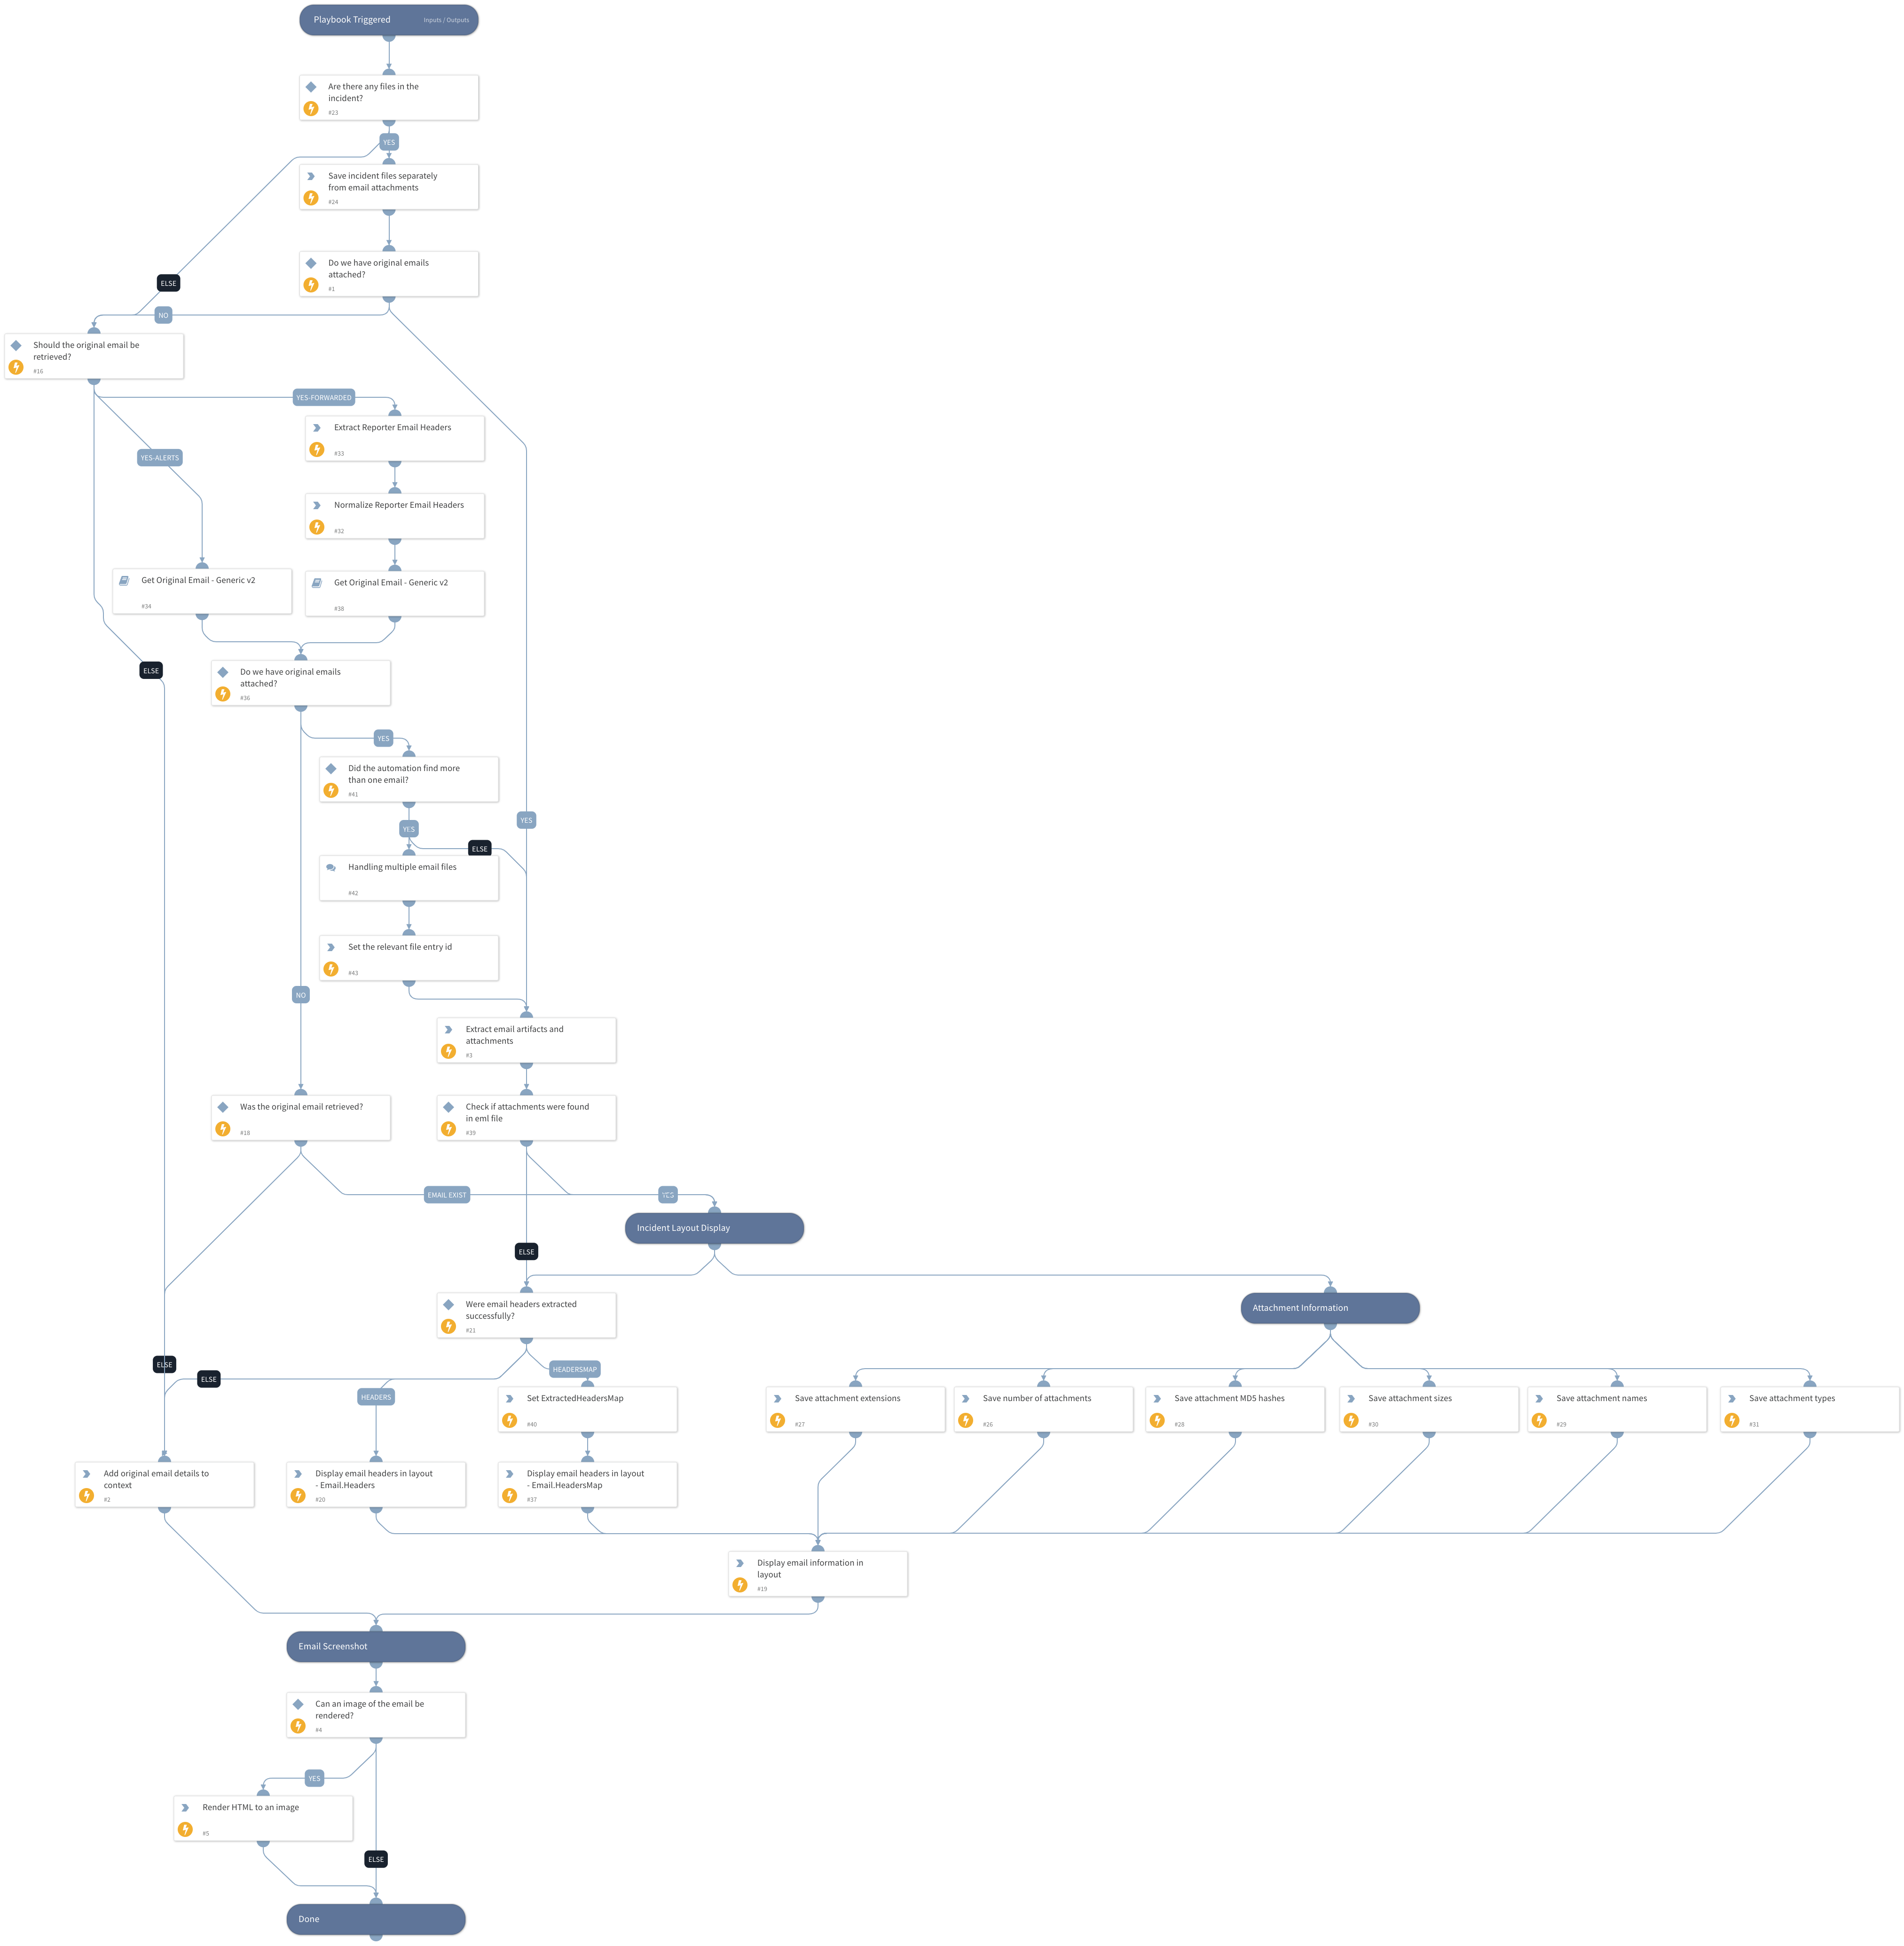 Playbook Triggered
Inputs / Outputs
Are there any files in the
incident?
#23
YES
Save incident files separately
from email attachments
#24
Do we have original emails
attached?
#1
ELSE
NO
Should the original email be
retrieved?
#16
YES-FORWARDED
Extract Reporter Email Headers
#33
YES-ALERTS
Normalize Reporter Email Headers
#32
Get Original Email - Generic v2
#34
Get Original Email - Generic v2
#38
ELSE
Do we have original emails
attached?
#36
YES
Did the automation find more
than one email?
#41
YES
YES
ELSE
Handling multiple email files
#42
Set the relevant file entry id
#43
NO
Extract email artifacts and
attachments
#3
Was the original email retrieved?
#18
Check if attachments were found
in eml file
#39
EMAIL EXIST
YES
Incident Layout Display
ELSE
Were email headers extracted
successfully?
#21
Attachment Information
ELSE
ELSE
HEADERSMAP
HEADERS
Set ExtractedHeadersMap
#40
Save attachment extensions
#27
Save number of attachments
#26
Save attachment MD5 hashes
#28
Save attachment sizes
#30
Save attachment names
#29
Save attachment types
#31
Add original email details to
context
#2
Display email headers in layout
- Email.Headers
#20
Display email headers in layout
- Email.HeadersMap
#37
Display email information in
layout
#19
Email Screenshot
Can an image of the email be
rendered?
#4
YES
Render HTML to an image
#5
ELSE
Done